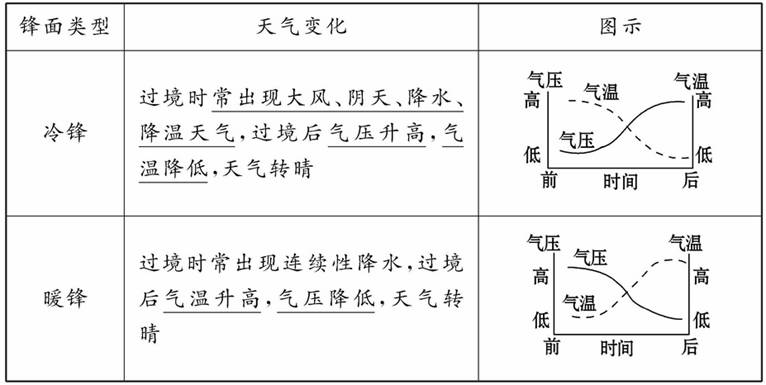 锋面类型 天气变化 图示
冷锋
过境时常出现大风、阴天、降水、
降温天气,过境后气压升高,气
温降低,天气转晴
气压 气温
高 气温 高
气压
低 低
前 时间 后
暖锋
过境时常出现连续性降水,过境
后气温升高,气压降低,天气转
晴
气压 气温
气压
高 高
气温
低 低
前 时间 后